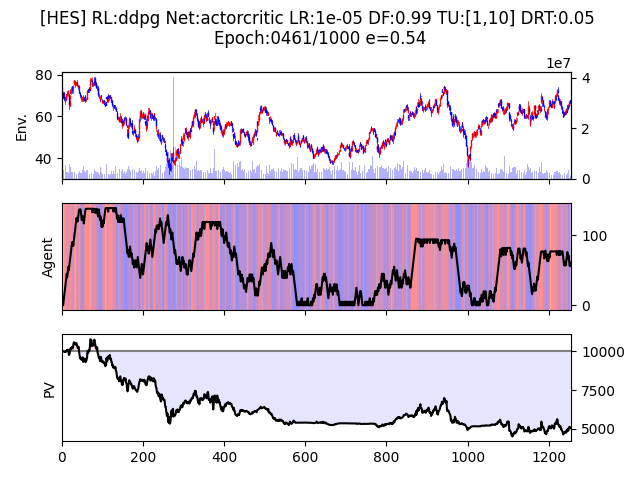 [HES] RL:ddpg Net:actorcritic LR:1e-05 DF:0.99 TU:[1,10] DRT:0.05
Epoch:0461/1000 e=0.54
1e7
80
60
40
Env.
4
2
0
Agent
100
0
PV
10000
7500
5000
0 200 400 600 800 1000 1200